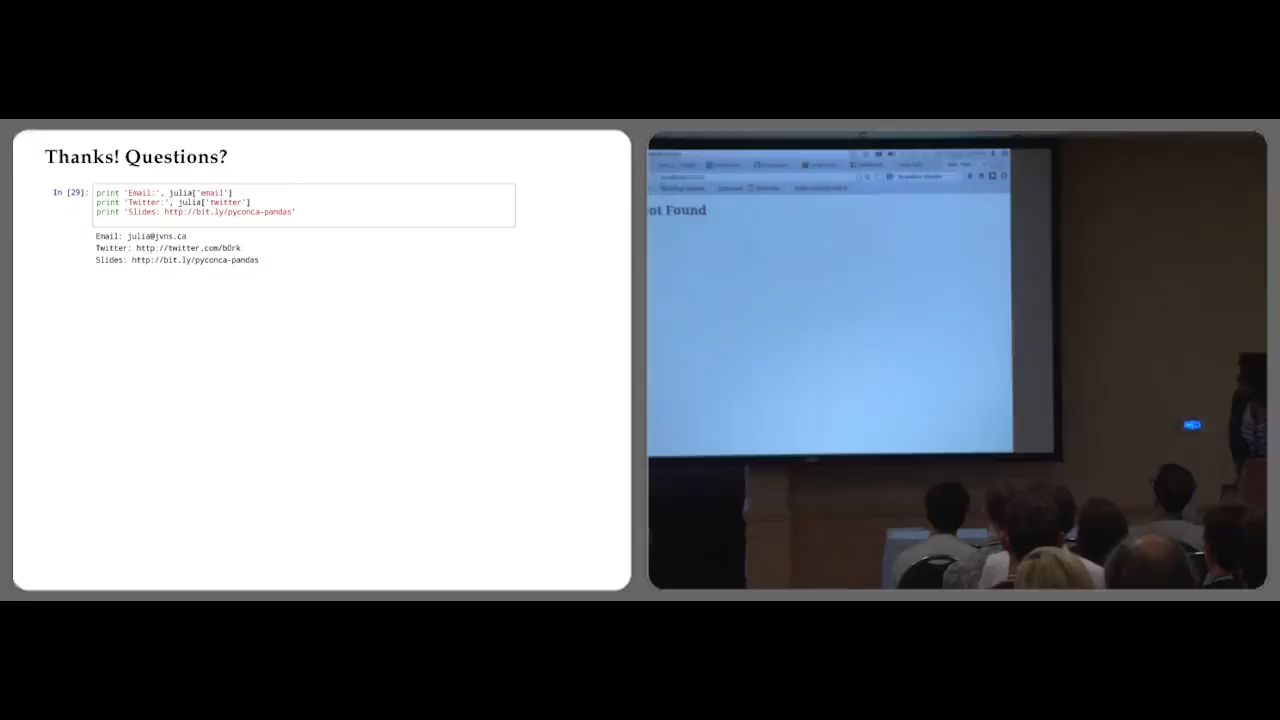 Thanks! Questions?
In [29]:
print 'Email:', julia['email']
print 'Twitter:', julia['twitter']
print 'Slides: http://bit.ly/pyconca-pandas'
Email: julia@jvns.ca
Twitter: http://twitter.com/b0rk
Slides: http://bit.ly/pyconca-pandas
ot Found